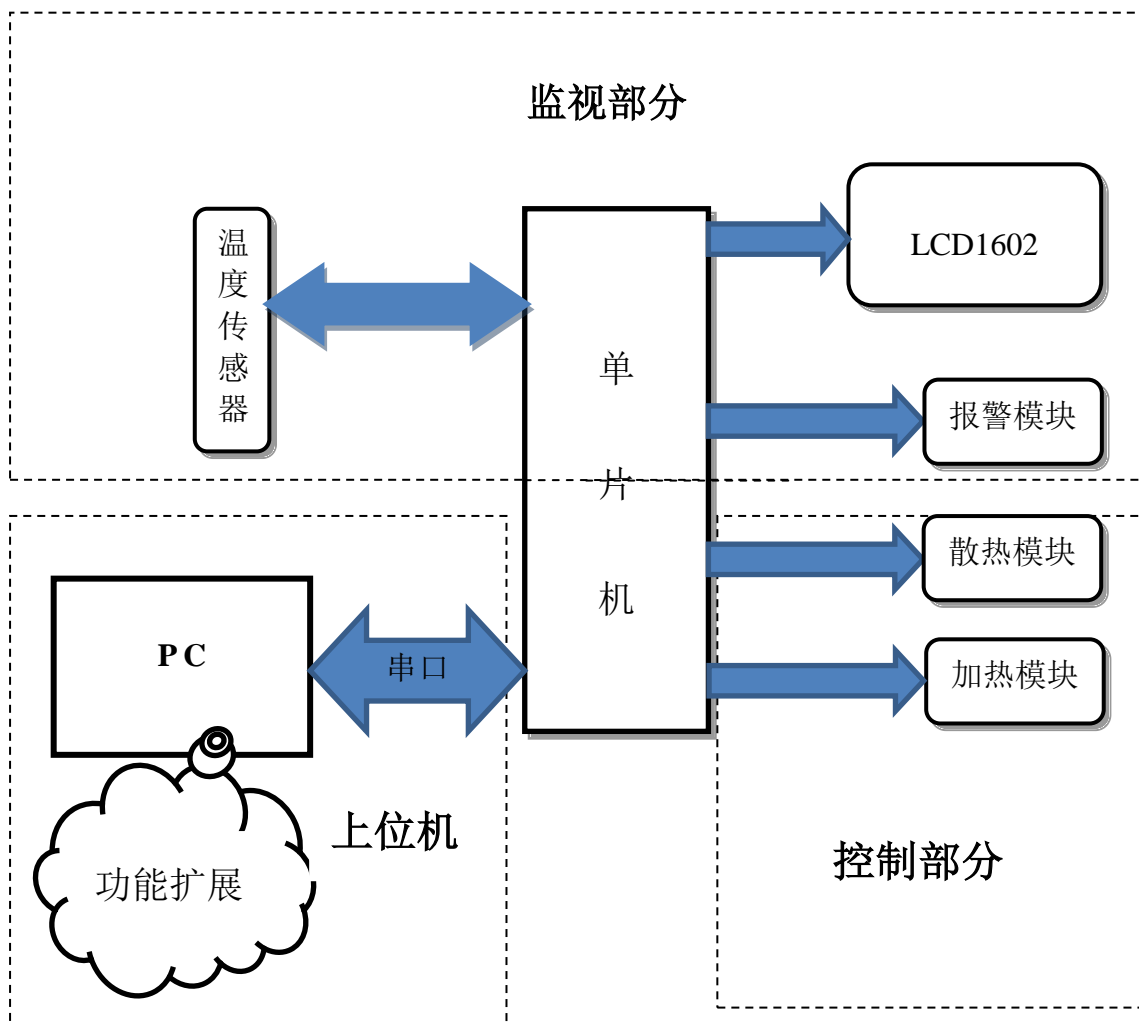 监视部分
温度传感器
单片机
LCD1602
报警模块
散热模块
加热模块
PC
串口
功能扩展
上位机
控制部分